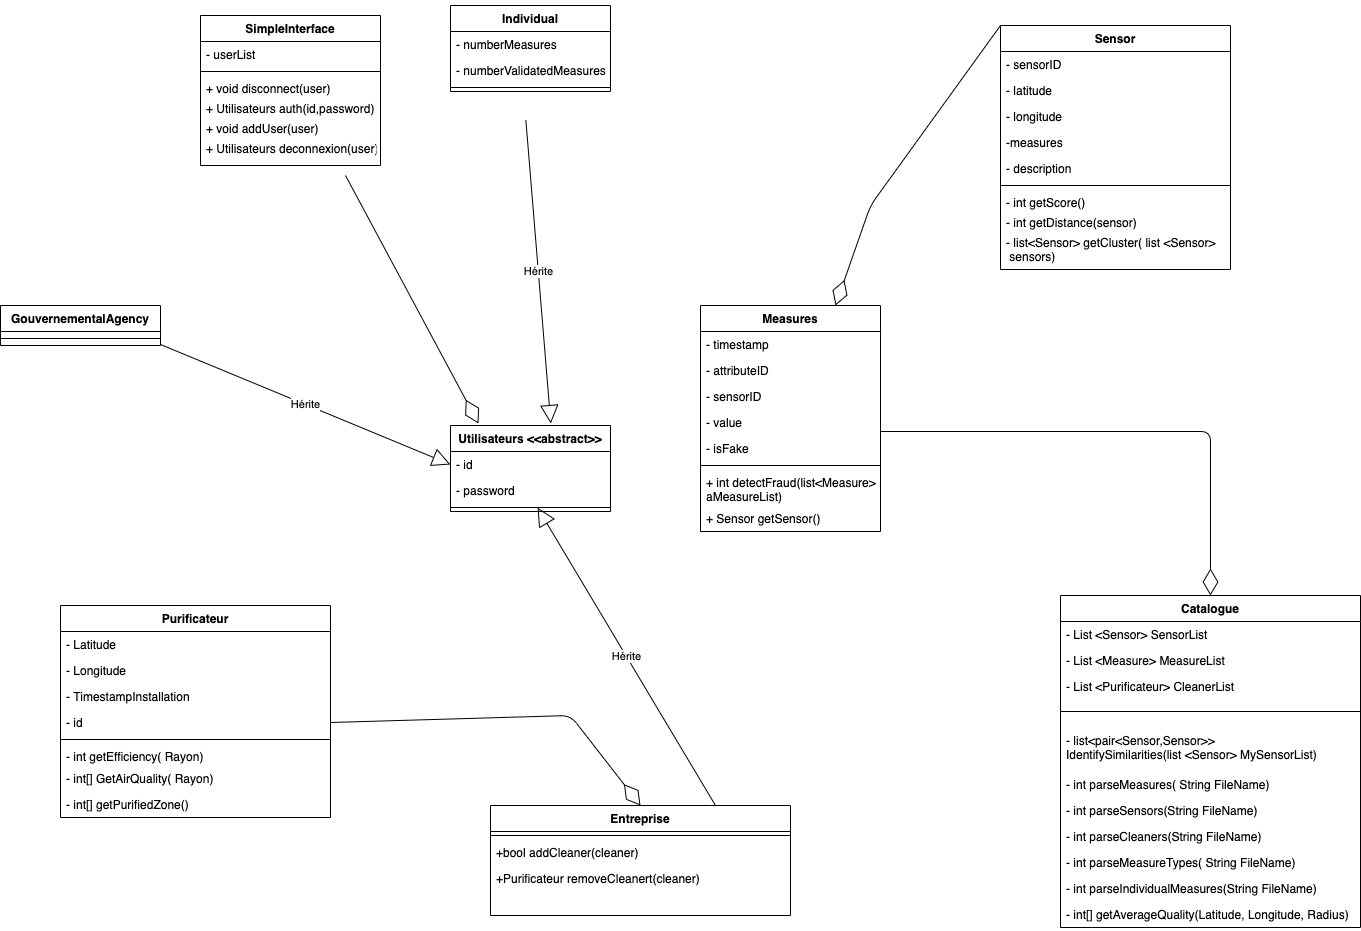 SimpleInterface
- userList
+ void disconnect(user)
+ Utilisateurs auth(id,password)
+ void addUser(user)
+ Utilisateurs deconnexion(user)
Individual
- numberMeasures
- numberValidatedMeasures
Sensor
- sensorID
- latitude
- longitude
-measures
- description
- int getScore()
- int getDistance(sensor)
- list<Sensor> getCluster( list <Sensor>
sensors)
Hérite
GouvernementalAgency
Hérite
Measures
- timestamp
- attributeID
- sensorID
- value
- isFake
+ int detectFraud(list<Measure>
aMeasureList)
+ Sensor getSensor()
Utilisateurs <<abstract>>
- id
- password
Hérite
Purificateur
- Latitude
- Longitude
- TimestampInstallation
- id
- int getEfficiency( Rayon)
- int[] GetAirQuality( Rayon)
- int[] getPurifiedZone()
Entreprise
+bool addCleaner(cleaner)
+Purificateur removeCleanert(cleaner)
Catalogue
- List <Sensor> SensorList
- List <Measure> MeasureList
- List <Purificateur> CleanerList
- list<pair<Sensor,Sensor>>
IdentifySimilarities(list <Sensor> MySensorList)
- int parseMeasures( String FileName)
- int parseSensors(String FileName)
- int parseCleaners(String FileName)
- int parseMeasureTypes( String FileName)
- int parseIndividualMeasures(String FileName)
- int[] getAverageQuality(Latitude, Longitude, Radius)